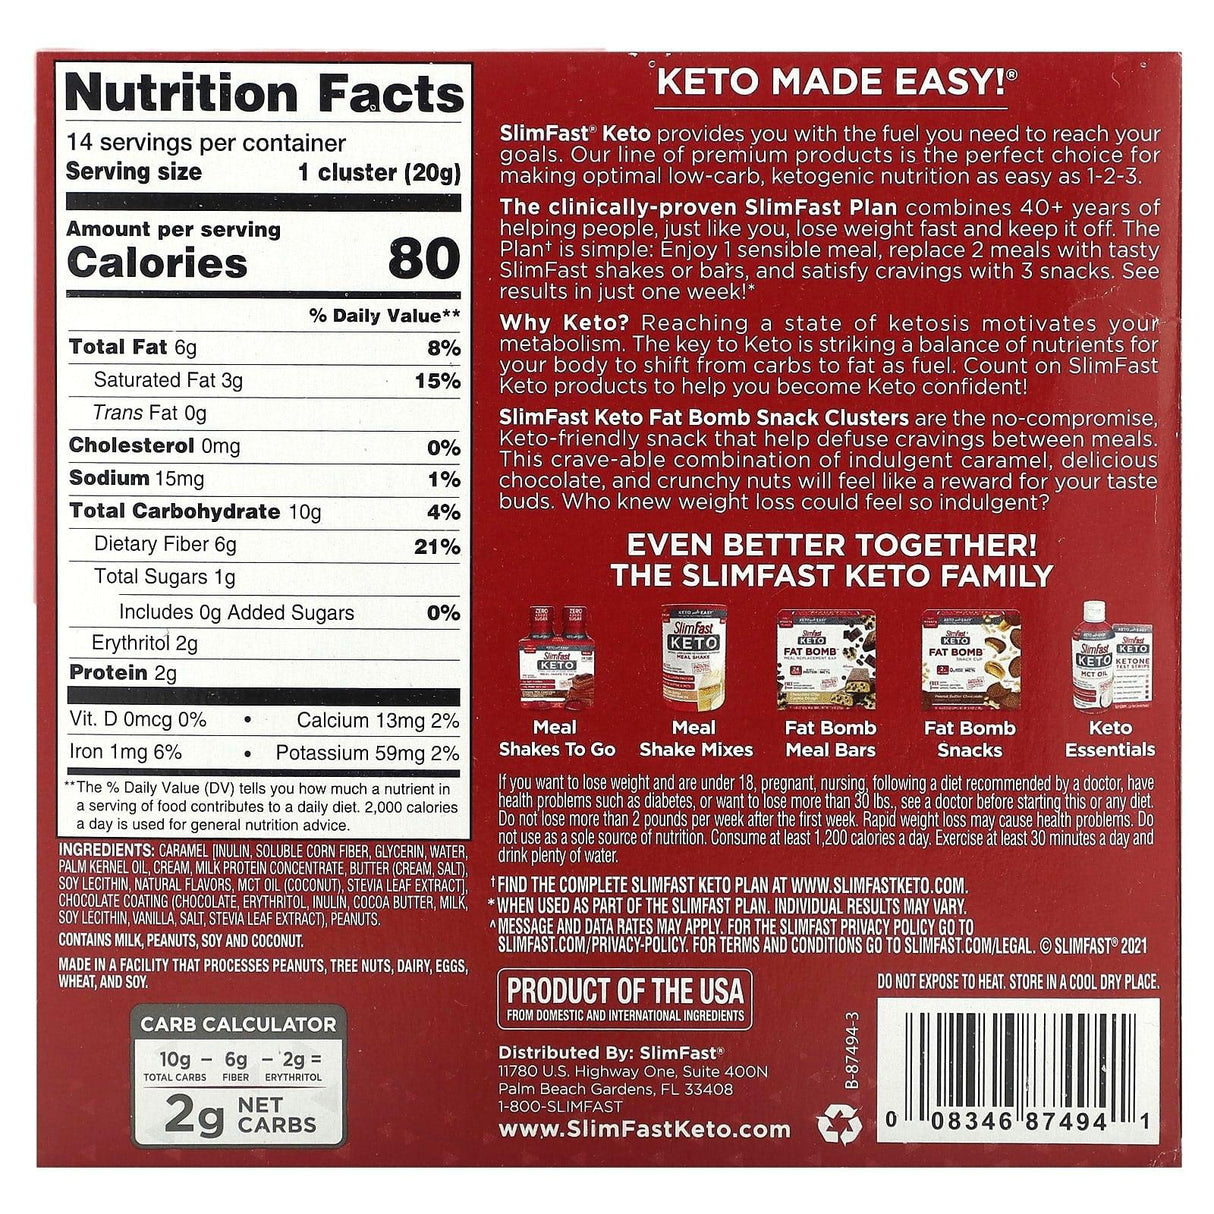 Nutrition Facts
14 servings per container
Serving size 1 cluster (20g)
Amount per serving
Calories 80
% Daily Value**
Total Fat 6g 8%
Saturated Fat 3g 15%
Trans Fat 0g
Cholesterol 0mg 0%
Sodium 15mg 1%
Total Carbohydrate 10g 4%
Dietary Fiber 6g 21%
Total Sugars 1g
Includes 0g Added Sugars 0%
Erythritol 2g
Protein 2g
Vit. D 0mcg 0% • Calcium 13mg 2%
Iron 1mg 6% • Potassium 59mg 2%
**The % Daily Value (DV) tells you how much a nutrient in
a serving of food contributes to a daily diet. 2,000 calories
a day is used for general nutrition advice.
INGREDIENTS: CARAMEL [INULIN, SOLUBLE CORN FIBER, GLYCERIN, WATER,
PALM KERNEL OIL, CREAM, MILK PROTEIN CONCENTRATE, BUTTER (CREAM, SALT),
SOY LECITHIN, NATURAL FLAVORS, MCT OIL (COCONUT), STEVIA LEAF EXTRACT],
CHOCOLATE COATING (CHOCOLATE, ERYTHRITOL, INULIN, COCOA BUTTER, MILK,
SOY LECITHIN, VANILLA, SALT, STEVIA LEAF EXTRACT), PEANUTS.
CONTAINS MILK, PEANUTS, SOY AND COCONUT.
MADE IN A FACILITY THAT PROCESSES PEANUTS, TREE NUTS, DAIRY, EGGS,
WHEAT, AND SOY.
CARB CALCULATOR
10g – 6g – 2g =
TOTAL CARBS FIBER ERYTHRITOL
2g NET CARBS
KETO MADE EASY!®
SlimFast® Keto provides you with the fuel you need to reach your
goals. Our line of premium products is the perfect choice for
making optimal low-carb, ketogenic nutrition as easy as 1-2-3.
The clinically-proven SlimFast Plan combines 40+ years of
helping people, just like you, lose weight fast and keep it off. The
Plan† is simple: Enjoy 1 sensible meal, replace 2 meals with tasty
SlimFast shakes or bars, and satisfy cravings with 3 snacks. See
results in just one week!*
Why Keto? Reaching a state of ketosis motivates your
metabolism. The key to Keto is striking a balance of nutrients for
your body to shift from carbs to fat as fuel. Count on SlimFast
Keto products to help you become Keto confident!
SlimFast Keto Fat Bomb Snack Clusters are the no-compromise,
Keto-friendly snack that help defuse cravings between meals.
This crave-able combination of indulgent caramel, delicious
chocolate, and crunchy nuts will feel like a reward for your taste
buds. Who knew weight loss could feel so indulgent?
EVEN BETTER TOGETHER!
THE SLIMFAST KETO FAMILY
SlimFast KETO
SlimFast KETO MEAL SHAKE
SlimFast KETO FAT BOMB MEAL REPLACEMENT BAR
SlimFast KETO FAT BOMB SNACK CUP
SlimFast KETO MCT OIL
SlimFast KETO KETONE TEST STRIPS
Meal
Shakes To Go
Meal
Shake Mixes
Fat Bomb
Meal Bars
Fat Bomb
Snacks
Keto
Essentials
If you want to lose weight and are under 18, pregnant, nursing, following a diet recommended by a doctor, have
health problems such as diabetes, or want to lose more than 30 lbs., see a doctor before starting this or any diet.
Do not lose more than 2 pounds per week after the first week. Rapid weight loss may cause health problems. Do
not use as a sole source of nutrition. Consume at least 1,200 calories a day. Exercise at least 30 minutes a day and
drink plenty of water.
†FIND THE COMPLETE SLIMFAST KETO PLAN AT WWW.SLIMFASTKETO.COM.
*WHEN USED AS PART OF THE SLIMFAST PLAN. INDIVIDUAL RESULTS MAY VARY.
^MESSAGE AND DATA RATES MAY APPLY. FOR THE SLIMFAST PRIVACY POLICY GO TO
SLIMFAST.COM/PRIVACY-POLICY. FOR TERMS AND CONDITIONS GO TO SLIMFAST.COM/LEGAL. © SLIMFAST® 2021
PRODUCT OF THE USA
FROM DOMESTIC AND INTERNATIONAL INGREDIENTS
Distributed By: SlimFast®
11780 U.S. Highway One, Suite 400N
Palm Beach Gardens, FL 33408
1-800-SLIMFAST
www.SlimFastKeto.com
DO NOT EXPOSE TO HEAT. STORE IN A COOL DRY PLACE.
B-87494-3
0 08346 87494 1